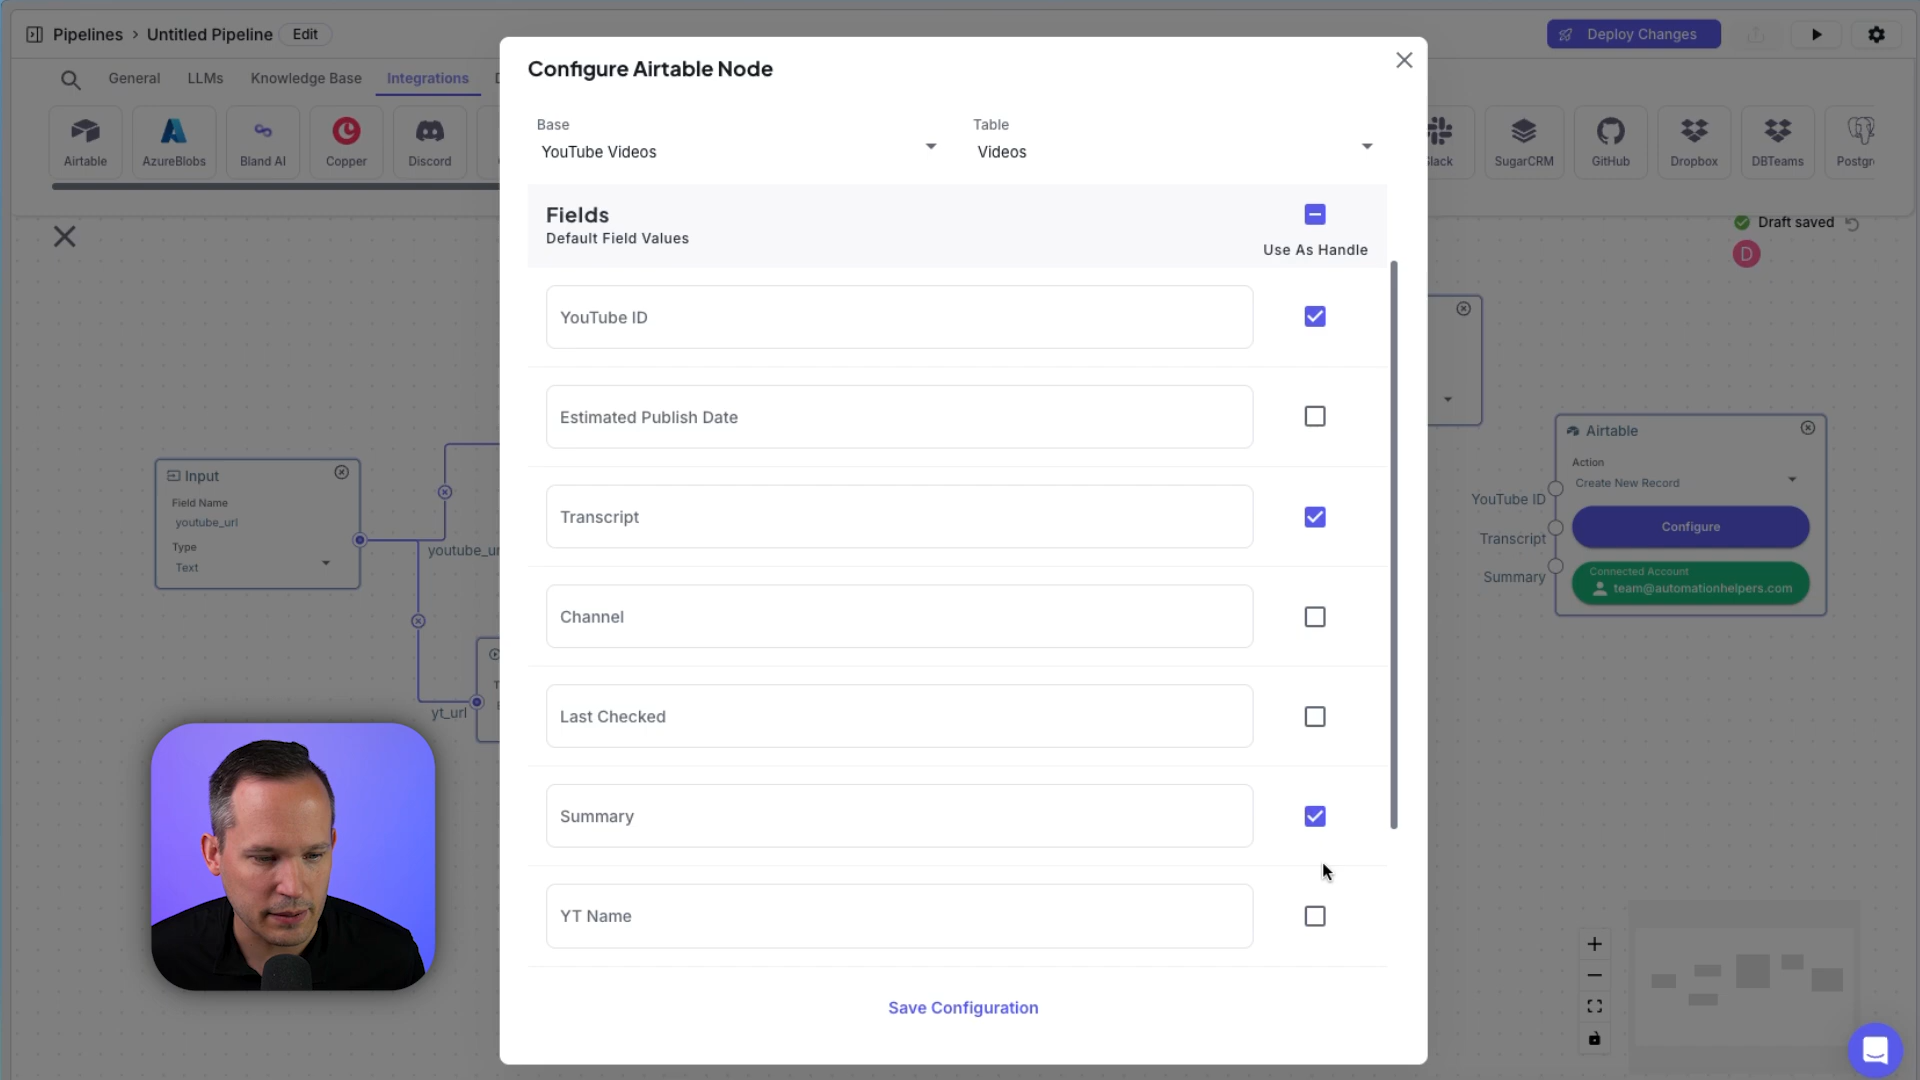 Pipelines > Untitled Pipeline Edit
Deploy Changes
General LLMs Knowledge Base Integrations
Airtable AzureBlobs Bland AI Copper Discord
Slack SugarCRM GitHub Dropbox DBTeams
Draft saved
D
Configure Airtable Node
Base
YouTube Videos
Table
Videos
Fields
Default Field Values
Use As Handle
YouTube ID
Estimated Publish Date
Transcript
Channel
Last Checked
Summary
YT Name
Save Configuration
Input
Field Name
youtube_url
Type
Text
yt_url
Airtable
Action
Create New Record
YouTube ID
Configure
Transcript
Connected Account
Summary
team@automationhelpers.com